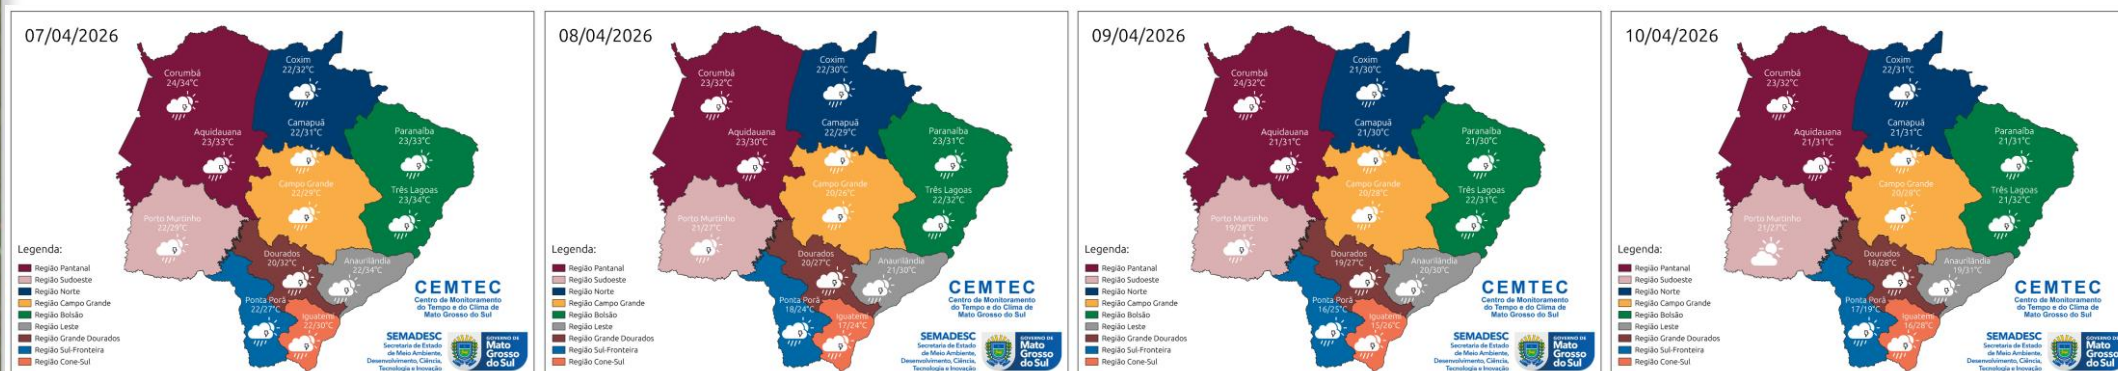 07/04/2026
Corumbá
24/34°C
Coxim
22/32°C
Aquidauana
23/33°C
Camapuã
22/31°C
Paranaíba
23/33°C
Campo Grande
22/29°C
Três Lagoas
23/34°C
Porto Murtinho
22/29°C
Dourados
20/32°C
Anaurilândia
22/34°C
Ponta Porã
22/27°C
Iguatemi
22/30°C
Legenda:
Região Pantanal
Região Sudoeste
Região Norte
Região Campo Grande
Região Bolsão
Região Leste
Região Grande Dourados
Região Sul-Fronteira
Região Cone-Sul
CEMTEC
Centro de Monitoramento
do Tempo e do Clima de
Mato Grosso do Sul
SEMADESC
Secretaria de Estado
de Meio Ambiente,
Desenvolvimento, Ciência,
Tecnologia e Inovação
GOVERNO DE
Mato
Grosso
do Sul
08/04/2026
Corumbá
23/32°C
Coxim
22/30°C
Aquidauana
23/30°C
Camapuã
22/29°C
Paranaíba
23/31°C
Campo Grande
20/26°C
Três Lagoas
22/32°C
Porto Murtinho
21/27°C
Dourados
20/27°C
Anaurilândia
21/30°C
Ponta Porã
18/24°C
Iguatemi
17/24°C
Legenda:
Região Pantanal
Região Sudoeste
Região Norte
Região Campo Grande
Região Bolsão
Região Leste
Região Grande Dourados
Região Sul-Fronteira
Região Cone-Sul
CEMTEC
Centro de Monitoramento
do Tempo e do Clima de
Mato Grosso do Sul
SEMADESC
Secretaria de Estado
de Meio Ambiente,
Desenvolvimento, Ciência,
Tecnologia e Inovação
GOVERNO DE
Mato
Grosso
do Sul
09/04/2026
Corumbá
24/32°C
Coxim
21/30°C
Aquidauana
21/31°C
Camapuã
21/30°C
Paranaíba
21/30°C
Campo Grande
20/28°C
Três Lagoas
22/31°C
Porto Murtinho
19/28°C
Dourados
19/27°C
Anaurilândia
20/30°C
Ponta Porã
16/25°C
Iguatemi
15/26°C
Legenda:
Região Pantanal
Região Sudoeste
Região Norte
Região Campo Grande
Região Bolsão
Região Leste
Região Grande Dourados
Região Sul-Fronteira
Região Cone-Sul
CEMTEC
Centro de Monitoramento
do Tempo e do Clima de
Mato Grosso do Sul
SEMADESC
Secretaria de Estado
de Meio Ambiente,
Desenvolvimento, Ciência,
Tecnologia e Inovação
GOVERNO DE
Mato
Grosso
do Sul
10/04/2026
Corumbá
23/32°C
Coxim
22/31°C
Aquidauana
21/31°C
Camapuã
21/31°C
Paranaíba
21/31°C
Campo Grande
20/28°C
Três Lagoas
21/32°C
Porto Murtinho
21/27°C
Dourados
18/28°C
Anaurilândia
19/31°C
Ponta Porã
17/19°C
Iguatemi
16/28°C
Legenda:
Região Pantanal
Região Sudoeste
Região Norte
Região Campo Grande
Região Bolsão
Região Leste
Região Grande Dourados
Região Sul-Fronteira
Região Cone-Sul
CEMTEC
Centro de Monitoramento
do Tempo e do Clima de
Mato Grosso do Sul
SEMADESC
Secretaria de Estado
de Meio Ambiente,
Desenvolvimento, Ciência,
Tecnologia e Inovação
GOVERNO DE
Mato
Grosso
do Sul